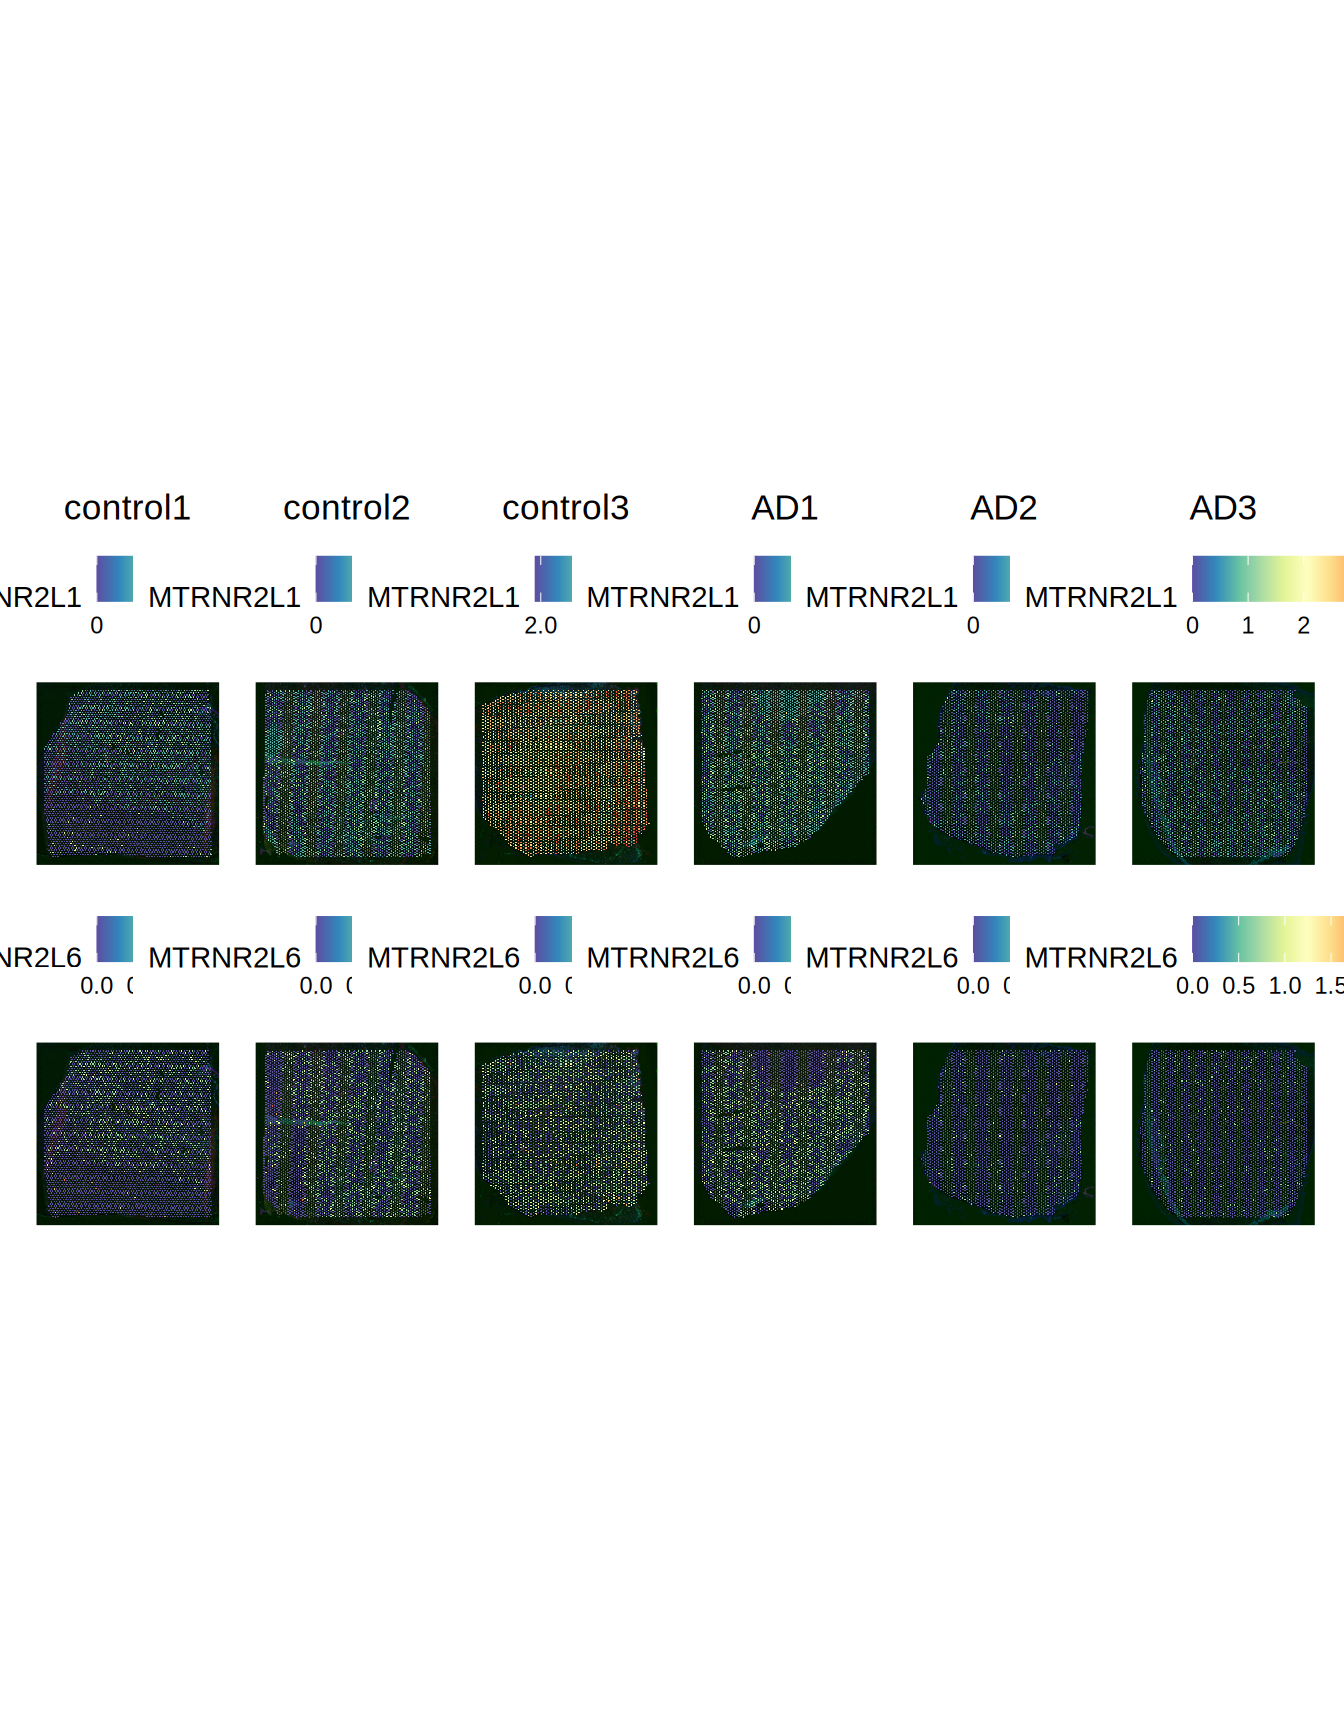 control1 control2 control3 AD1 AD2 AD3
NR2L1 MTRNR2L1 MTRNR2L1 MTRNR2L1 MTRNR2L1 MTRNR2L1
0 0 2.0 0 0 0 1 2
NR2L6 MTRNR2L6 MTRNR2L6 MTRNR2L6 MTRNR2L6 MTRNR2L6
0.0 0.0 0.0 0.0 0.0 0.0 0.5 1.0 1.5